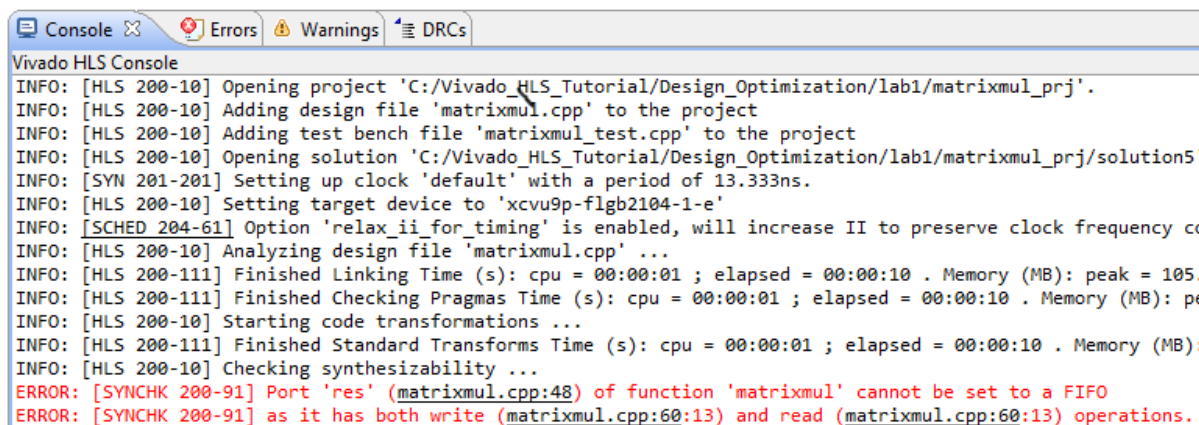 Console Errors Warnings DRCs
Vivado HLS Console
INFO: [HLS 200-10] Opening project 'C:/Vivado_HLS_Tutorial/Design_Optimization/lab1/matrixmul_prj'.
INFO: [HLS 200-10] Adding design file 'matrixmul.cpp' to the project
INFO: [HLS 200-10] Adding test bench file 'matrixmul_test.cpp' to the project
INFO: [HLS 200-10] Opening solution 'C:/Vivado_HLS_Tutorial/Design_Optimization/lab1/matrixmul_prj/solution5
INFO: [SYN 201-201] Setting up clock 'default' with a period of 13.333ns.
INFO: [HLS 200-10] Setting target device to 'xcvu9p-flgb2104-1-e'
INFO: [SCHED 204-61] Option 'relax_ii_for_timing' is enabled, will increase II to preserve clock frequency co
INFO: [HLS 200-10] Analyzing design file 'matrixmul.cpp' ...
INFO: [HLS 200-111] Finished Linking Time (s): cpu = 00:00:01 ; elapsed = 00:00:10 . Memory (MB): peak = 105.
INFO: [HLS 200-111] Finished Checking Pragmas Time (s): cpu = 00:00:01 ; elapsed = 00:00:10 . Memory (MB): pe
INFO: [HLS 200-10] Starting code transformations ...
INFO: [HLS 200-111] Finished Standard Transforms Time (s): cpu = 00:00:01 ; elapsed = 00:00:10 . Memory (MB):
INFO: [HLS 200-10] Checking synthesizability ...
ERROR: [SYNCHK 200-91] Port 'res' (matrixmul.cpp:48) of function 'matrixmul' cannot be set to a FIFO
ERROR: [SYNCHK 200-91] as it has both write (matrixmul.cpp:60:13) and read (matrixmul.cpp:60:13) operations.